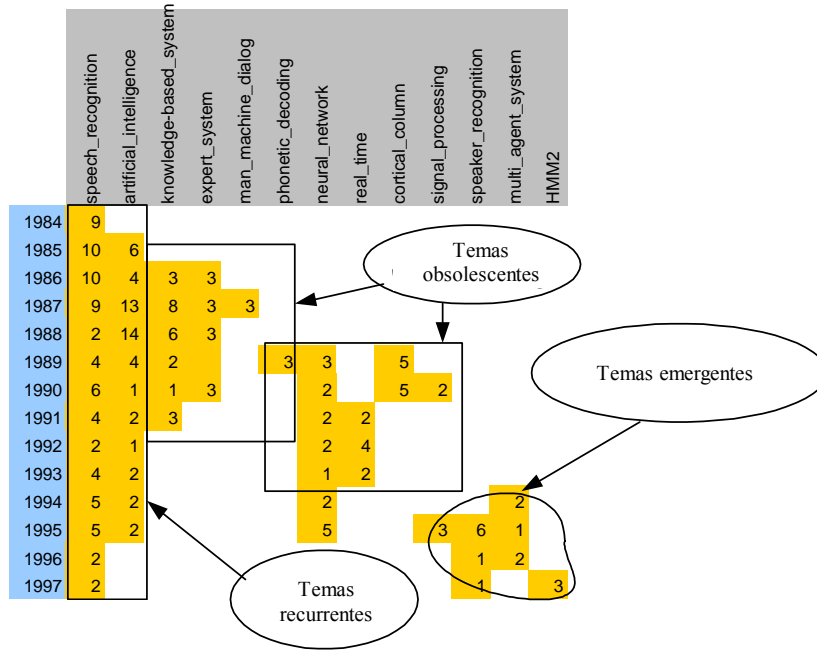 speech_recognition
artificial_intelligence
knowledge-based_system
expert_system
man_machine_dialog
phonetic_decoding
neural_network
real_time
cortical_column
signal_processing
speaker_recognition
multi_agent_system
HMM2
1984 9
1985 10 6
1986 10 4 3 3
1987 9 13 8 3 3
1988 2 14 6 3
1989 4 4 2 3 3 5
1990 6 1 1 3 2 5 2
1991 4 2 3 2 2
1992 2 1 2 4
1993 4 2 1 2
1994 5 2 2 2
1995 5 2 5 3 6 1
1996 2 1 2
1997 2 1 3
Temas
obsolescentes
Temas emergentes
Temas
recurrentes